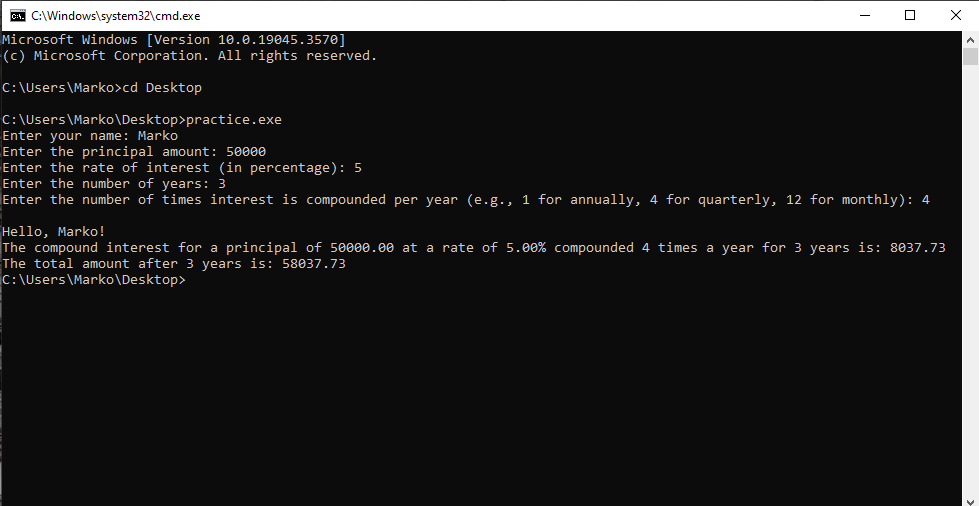 C:\Windows\system32\cmd.exe
Microsoft Windows [Version 10.0.19045.3570]
(c) Microsoft Corporation. All rights reserved.
C:\Users\Marko>cd Desktop
C:\Users\Marko\Desktop>practice.exe
Enter your name: Marko
Enter the principal amount: 50000
Enter the rate of interest (in percentage): 5
Enter the number of years: 3
Enter the number of times interest is compounded per year (e.g., 1 for annually, 4 for quarterly, 12 for monthly): 4
Hello, Marko!
The compound interest for a principal of 50000.00 at a rate of 5.00% compounded 4 times a year for 3 years is: 8037.73
The total amount after 3 years is: 58037.73
C:\Users\Marko\Desktop>